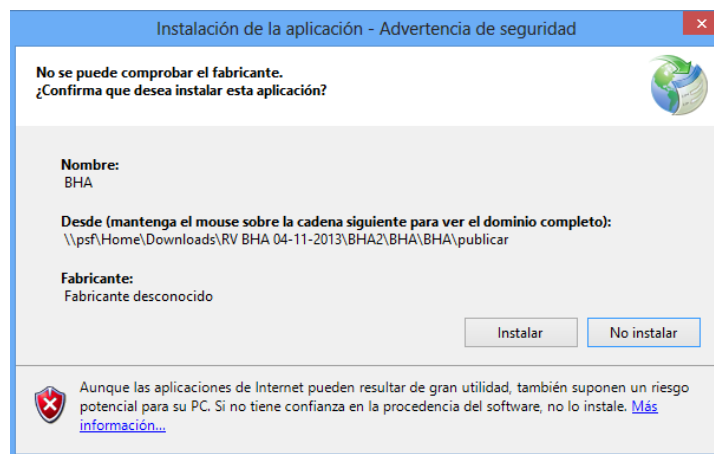 Instalación de la aplicación - Advertencia de seguridad
No se puede comprobar el fabricante.
¿Confirma que desea instalar esta aplicación?
Nombre:
BHA
Desde (mantenga el mouse sobre la cadena siguiente para ver el dominio completo):
\\psf\Home\Downloads\RV BHA 04-11-2013\BHA2\BHA\BHA\publicar
Fabricante:
Fabricante desconocido
Instalar No instalar
Aunque las aplicaciones de Internet pueden resultar de gran utilidad, también suponen un riesgo
potencial para su PC. Si no tiene confianza en la procedencia del software, no lo instale. Más
información...